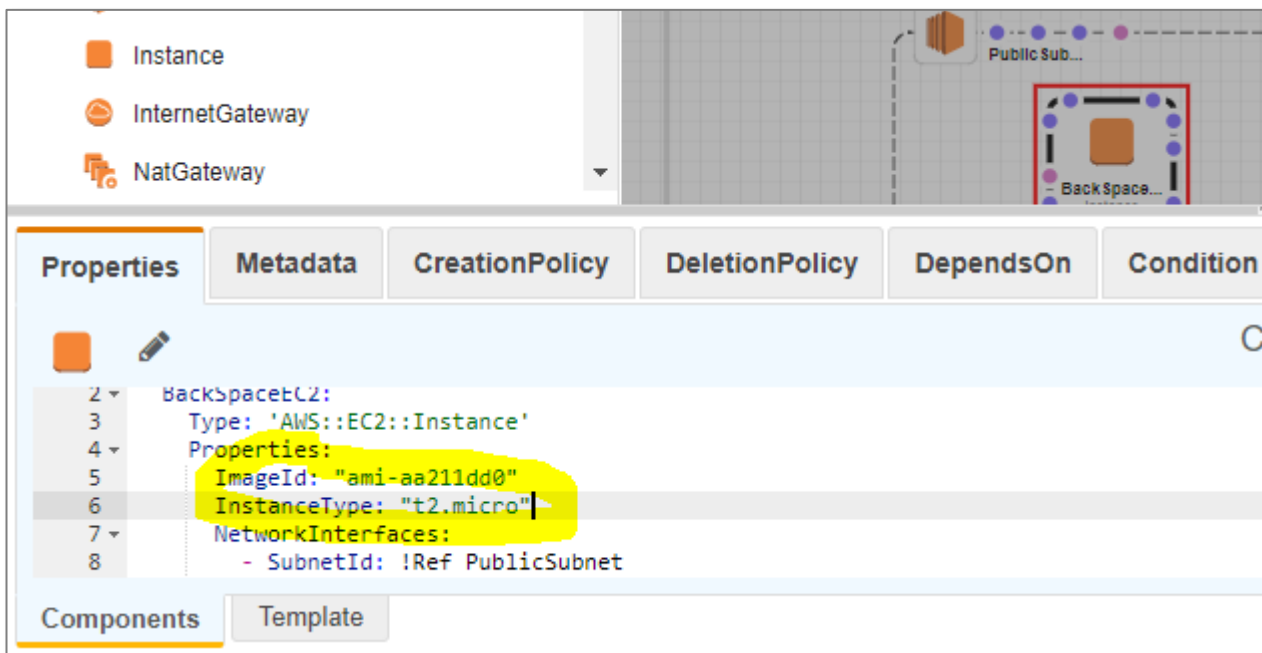 Instance
InternetGateway
NatGateway
Public Sub...
BackSpace...
Properties Metadata CreationPolicy DeletionPolicy DependsOn Condition
C
2 BackSpaceEC2:
3 Type: 'AWS::EC2::Instance'
4 Properties:
5 ImageId: "ami-aa211dd0"
6 InstanceType: "t2.micro"
7 NetworkInterfaces:
8 - SubnetId: !Ref PublicSubnet
Components Template